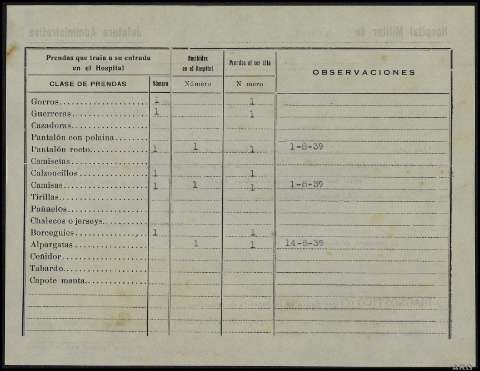 Prendas que traía a su entrada en el Hospital
Recibidas en el Hospital
Prendas al ser alta
OBSERVACIONES
CLASE DE PRENDAS Número Número N mero
Gorros 1 1
Guerreras 1 1
Cazadoras
Pantalón con polaina
Pantalón recto 1 1 1 1-8-39
Camisetas
Calzoncillos 1 1
Camisas 1 1 1 1-8-39
Tirillas
Pañuelos
Chalecos o jerseys
Borceguíes 1 1
Alpargatas 1 1 14-8-39
Ceñidor
Tabardo
Capote manta